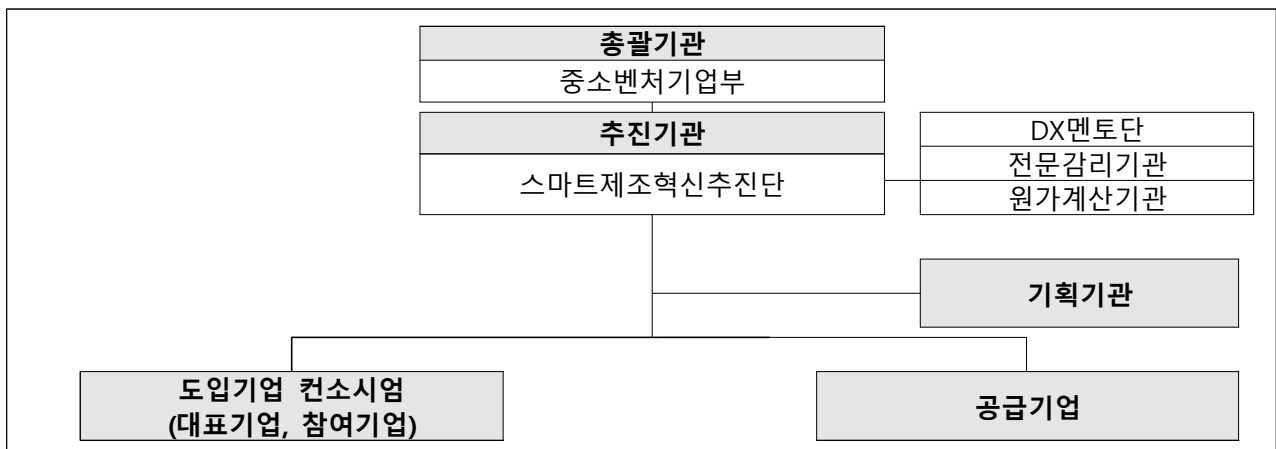 총괄기관
중소벤처기업부
추진기관
스마트제조혁신추진단
DX멘토단
전문감리기관
원가계산기관
기획기관
도입기업 컨소시엄
(대표기업, 참여기업)
공급기업